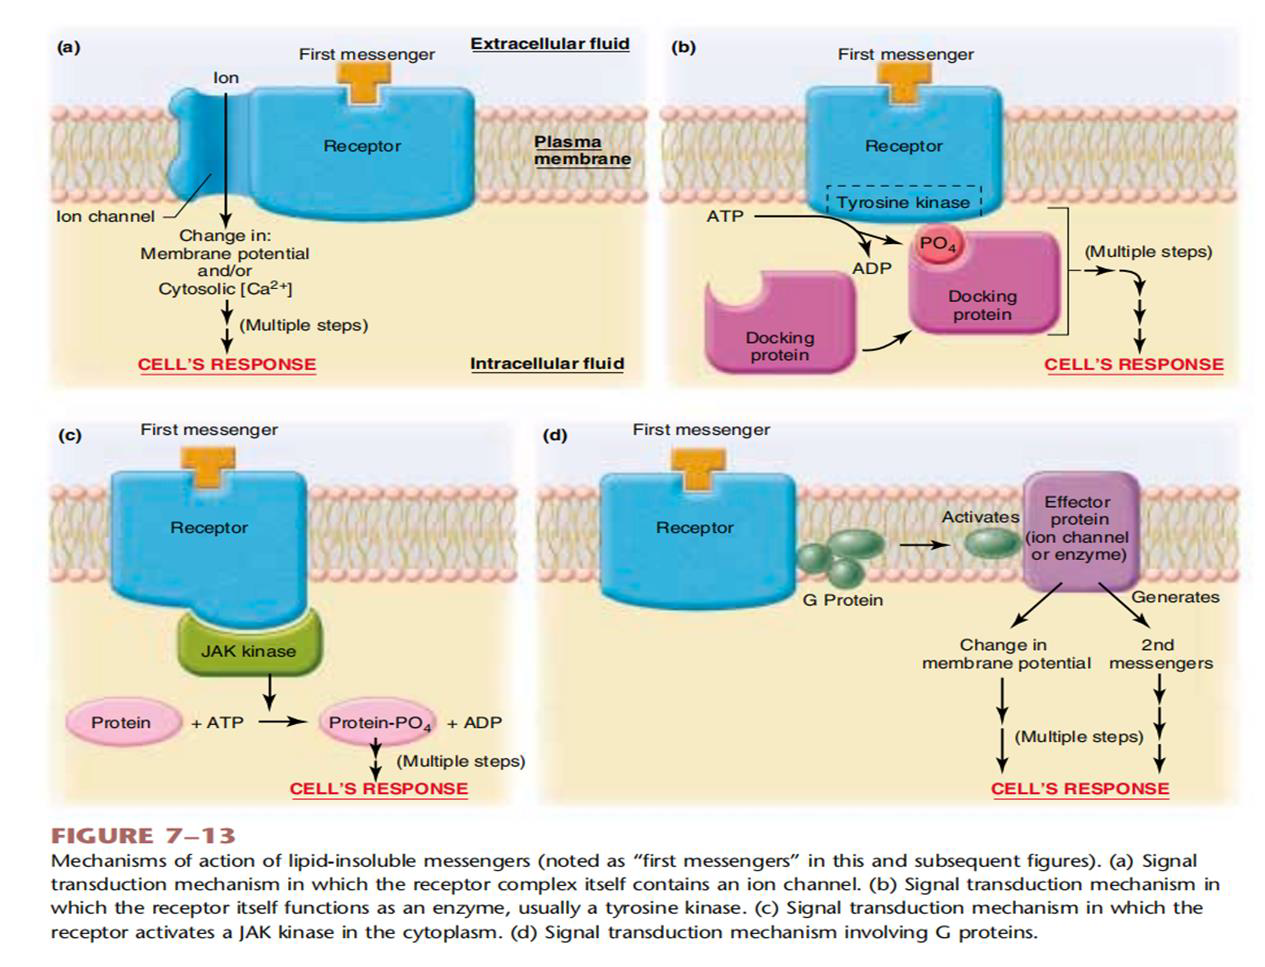 (a)
First messenger
Extracellular fluid
Ion
Receptor
Plasma
membrane
Ion channel
Change in:
Membrane potential
and/or
Cytosolic [Ca2+]
(Multiple steps)
CELL'S RESPONSE
Intracellular fluid
(b)
First messenger
Receptor
Tyrosine kinase
ATP
PO4
ADP
(Multiple steps)
Docking
protein
Docking
protein
CELL'S RESPONSE
(c)
First messenger
Receptor
JAK kinase
Protein
+ ATP
Protein-PO4
+ ADP
(Multiple steps)
CELL'S RESPONSE
(d)
First messenger
Receptor
G Protein
Activates
Effector
protein
(ion channel
or enzyme)
Generates
Change in
membrane potential
2nd
messengers
(Multiple steps)
CELL'S RESPONSE
FIGURE 7–13
Mechanisms of action of lipid-insoluble messengers (noted as “first messengers” in this and subsequent figures). (a) Signal
transduction mechanism in which the receptor complex itself contains an ion channel. (b) Signal transduction mechanism in
which the receptor itself functions as an enzyme, usually a tyrosine kinase. (c) Signal transduction mechanism in which the
receptor activates a JAK kinase in the cytoplasm. (d) Signal transduction mechanism involving G proteins.